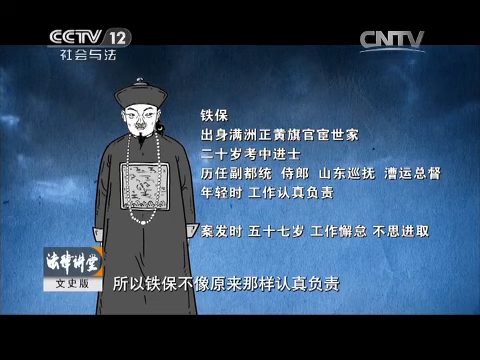 CCTV 12
社会与法
CNTV
铁保
出身满洲正黄旗官宦世家
二十岁考中进士
历任副都统 侍郎 山东巡抚 漕运总督
年轻时 工作认真负责
案发时 五十七岁 工作懈怠 不思进取
法律讲堂
文史版
所以铁保不像原来那样认真负责